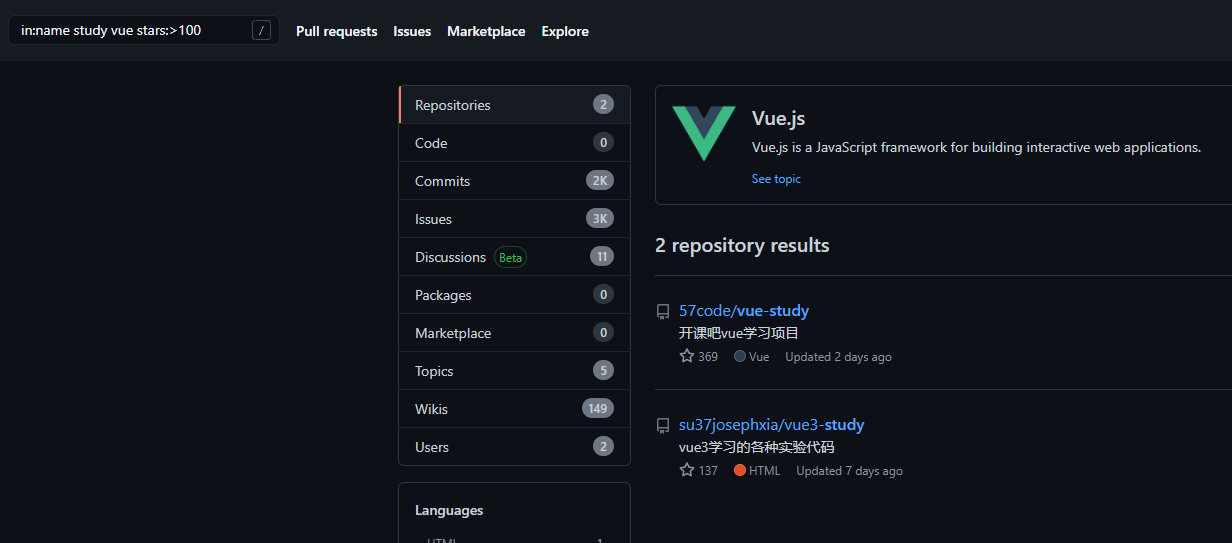 in:name study vue stars:>100 / Pull requests Issues Marketplace Explore
Repositories 2
Code 0
Commits 2K
Issues 3K
Discussions Beta 11
Packages 0
Marketplace 0
Topics 5
Wikis 149
Users 2
Languages
HTML 1
Vue.js
Vue.js is a JavaScript framework for building interactive web applications.
See topic
2 repository results
57code/vue-study
开课吧vue学习项目
369 Vue Updated 2 days ago
su37josephxia/vue3-study
vue3学习的各种实验代码
137 HTML Updated 7 days ago